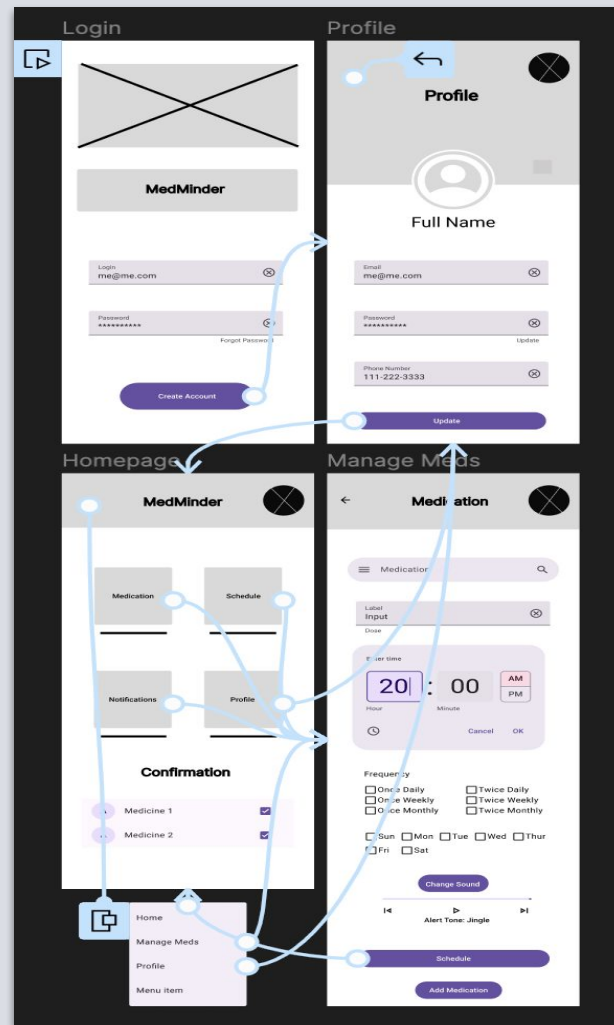 Login
MedMinder
Login
me@me.com
Password
**********
Forgot Password
Create Account
Profile
Profile
Full Name
Email
me@me.com
Password
**********
Update
Phone Number
111-222-3333
Update
Homepage
MedMinder
Medication
Schedule
Notifications
Profile
Confirmation
A Medicine 1
A Medicine 2
Home
Manage Meds
Profile
Menu item
Manage Meds
Medication
Medication
Label
Input
Dose
Enter time
20 : 00 AM
PM
Hour Minute
Cancel OK
Frequency
Once Daily Twice Daily
Once Weekly Twice Weekly
Once Monthly Twice Monthly
Sun Mon Tue Wed Thur
Fri Sat
Change Sound
Alert Tone: Jingle
Schedule
Add Medication